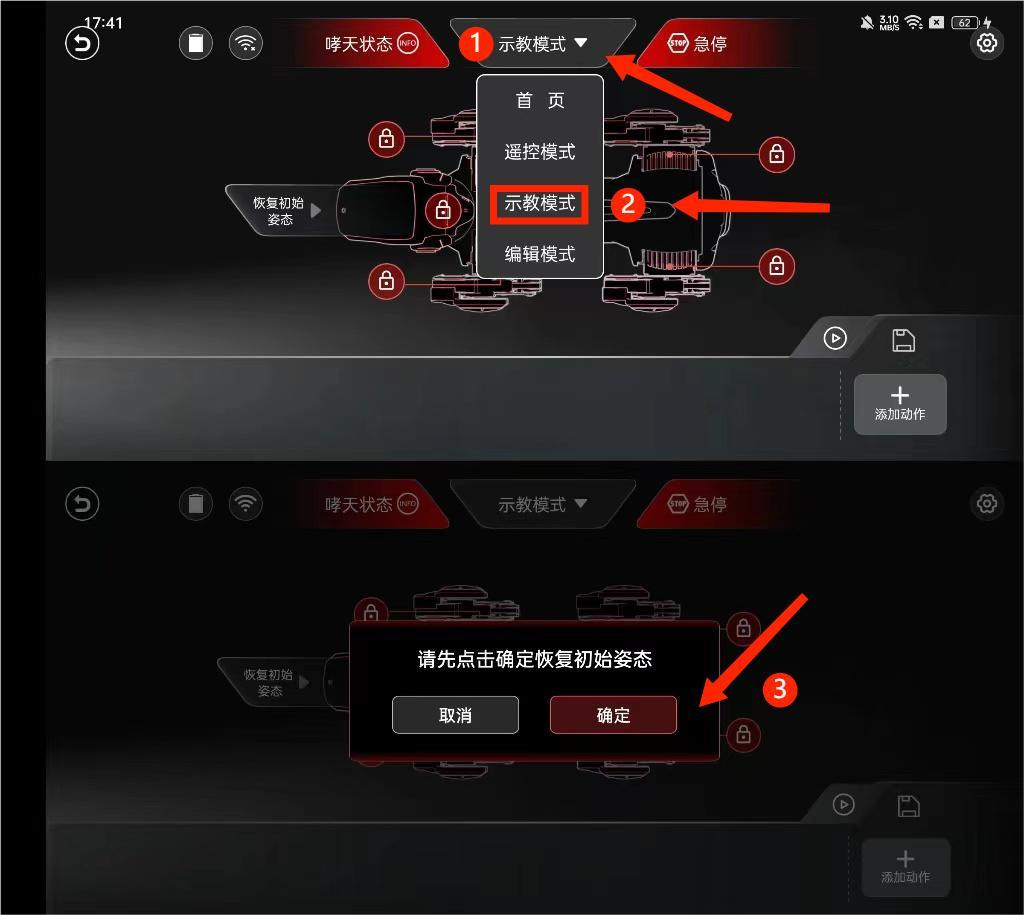 17:41
3.10
MB/S
62
哮天状态 INFO
1
示教模式
STOP 急停
首 页
遥控模式
示教模式
2
编辑模式
恢复初始
姿态
添加动作
哮天状态 INFO
示教模式
STOP 急停
恢复初始
姿态
请先点击确定恢复初始姿态
取消
确定
3
添加动作